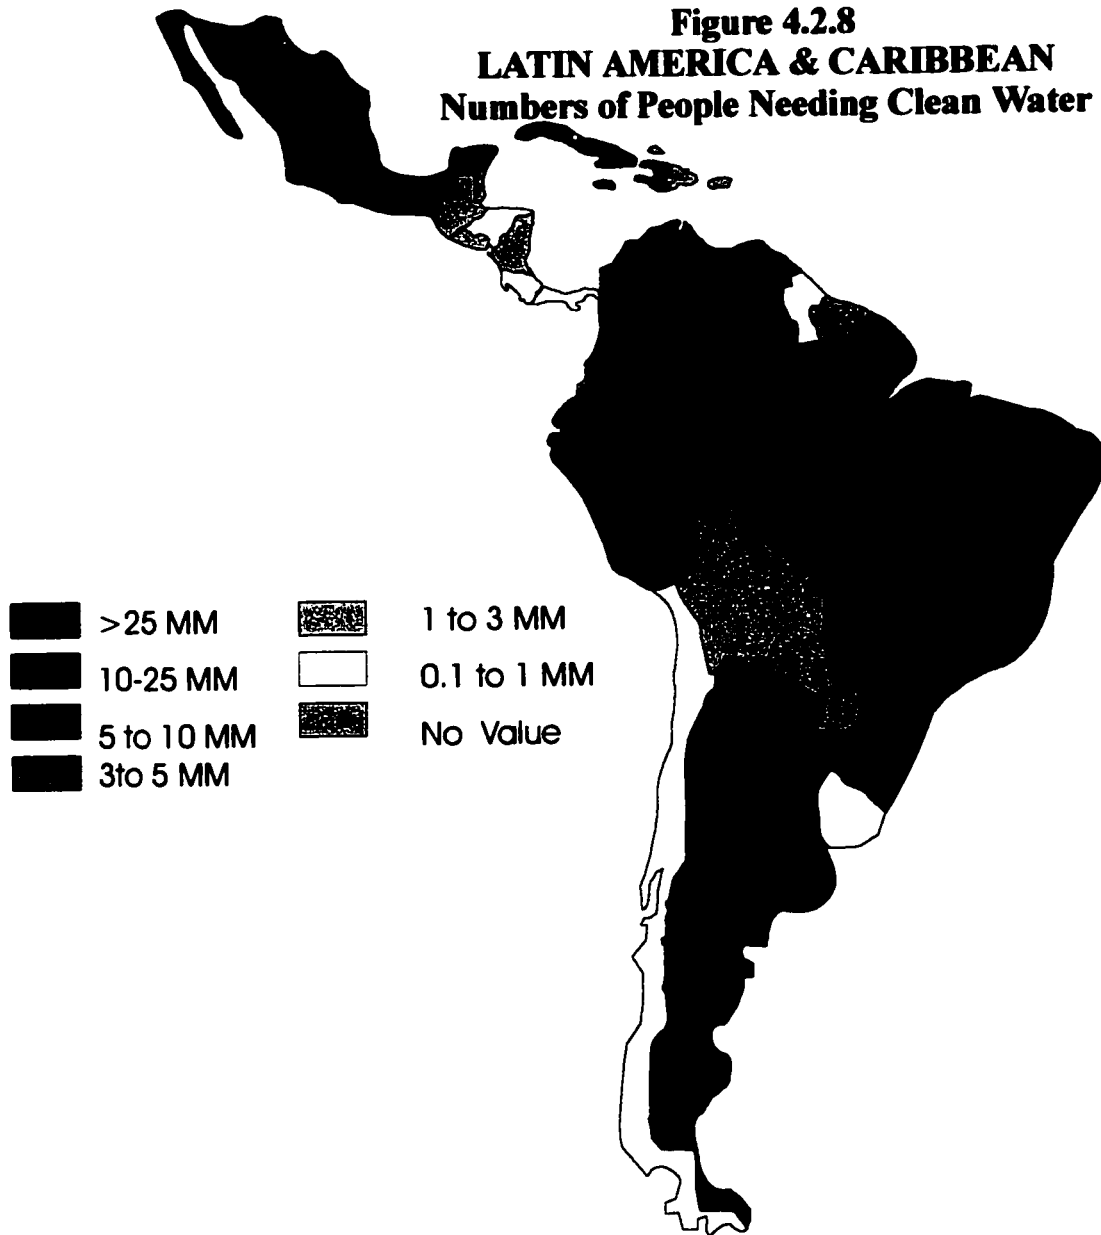 Figure 4.2.8
LATIN AMERICA & CARIBBEAN
Numbers of People Needing Clean Water
>25 MM
10-25 MM
5 to 10 MM
3to 5 MM
1 to 3 MM
0.1 to 1 MM
No Value